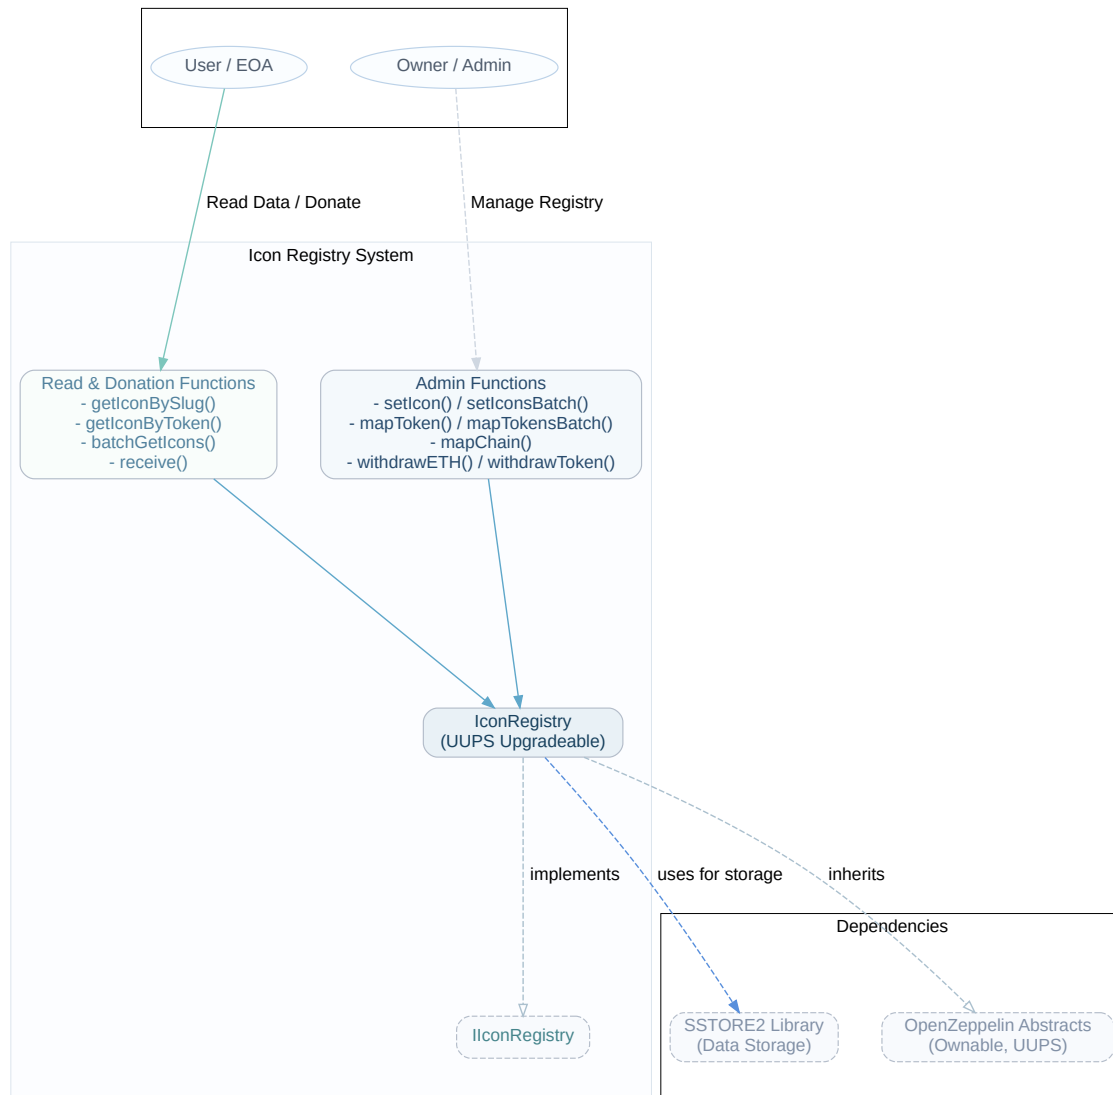 User / EOA
Owner / Admin
Read Data / Donate
Manage Registry
Icon Registry System
Read & Donation Functions
- getIconBySlug()
- getIconByToken()
- batchGetIcons()
- receive()
Admin Functions
- setIcon() / setIconsBatch()
- mapToken() / mapTokensBatch()
- mapChain()
- withdrawETH() / withdrawToken()
IconRegistry
(UUPS Upgradeable)
implements
uses for storage
inherits
Dependencies
IIconRegistry
SSTORE2 Library
(Data Storage)
OpenZeppelin Abstracts
(Ownable, UUPS)